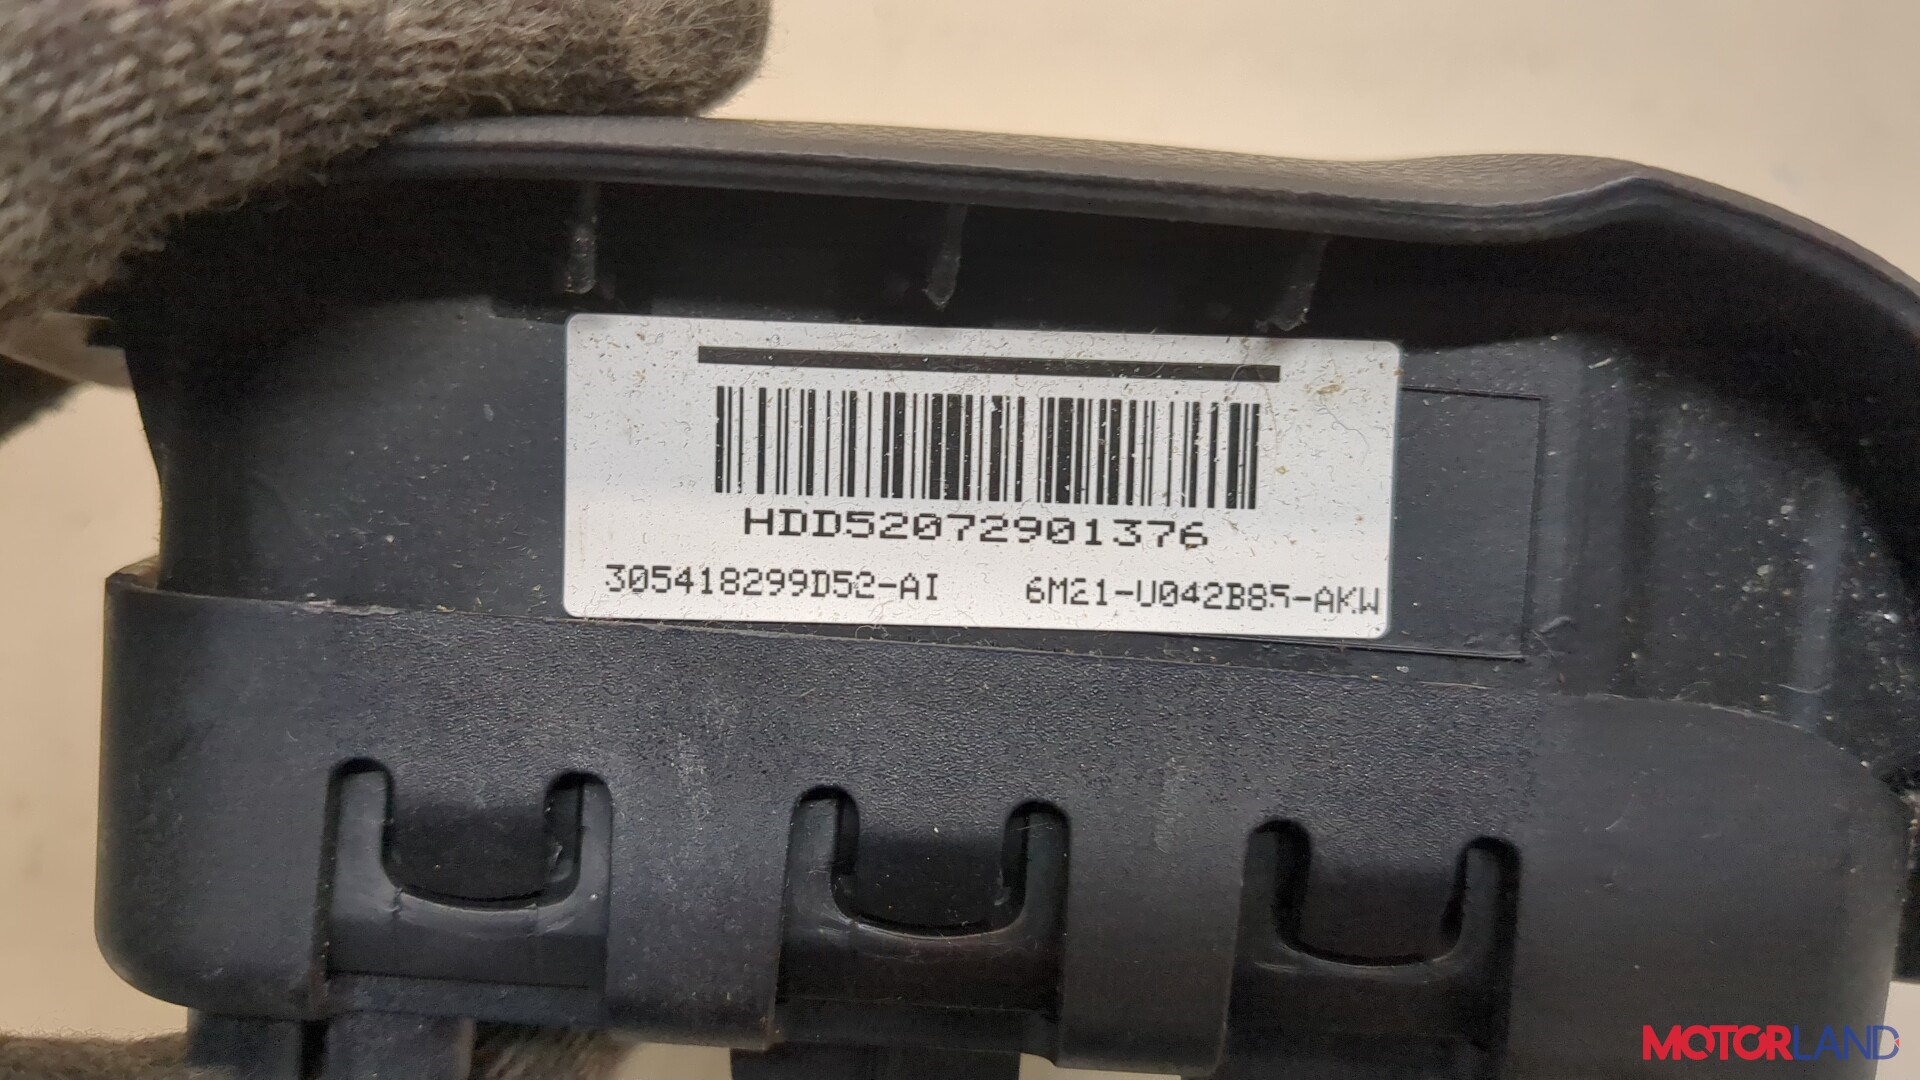 HDD52072901376
305418299D52-AI 6M21-U042B85-AKW
MOTORLAND